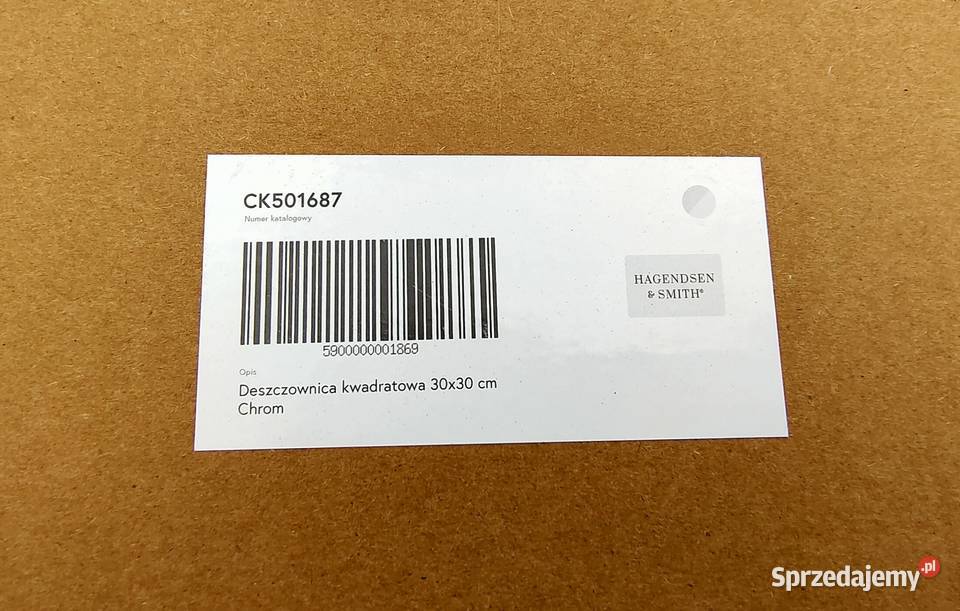 CK501687
Numer katalogowy
5900000001869
HAGENDSEN
& SMITH®
Opis
Deszczownica kwadratowa 30x30 cm
Chrom
Sprzedajemy.pl